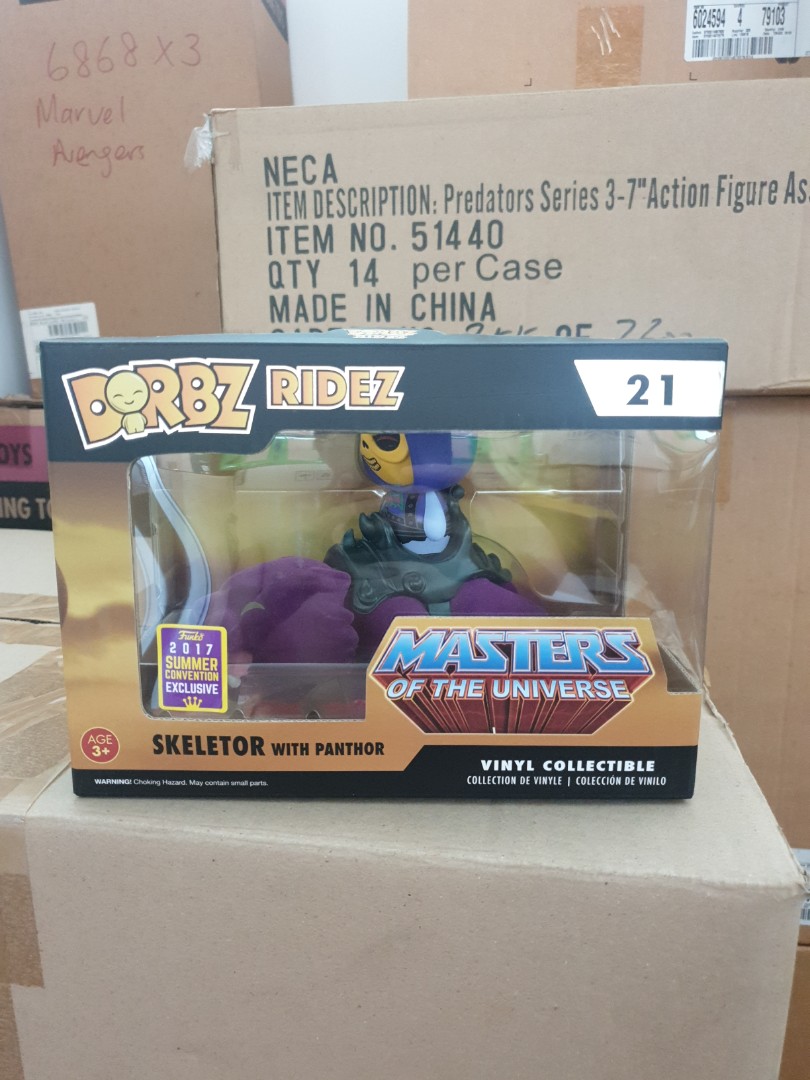 6868 x 3
Marvel
Avengers
6024594 4 79103
NECA
ITEM DESCRIPTION: Predators Series 3-7"Action Figure As
ITEM NO. 51440
QTY 14 per Case
MADE IN CHINA
OF
OYS
ING TO
DORBZ RIDEZ
21
Funko
2017
SUMMER
CONVENTION
EXCLUSIVE
MASTERS
OF THE UNIVERSE
AGE
3+
SKELETOR WITH PANTHOR
VINYL COLLECTIBLE
COLLECTION DE VINYLE | COLECCIÓN DE VINILO
WARNING! Choking Hazard. May contain small parts.